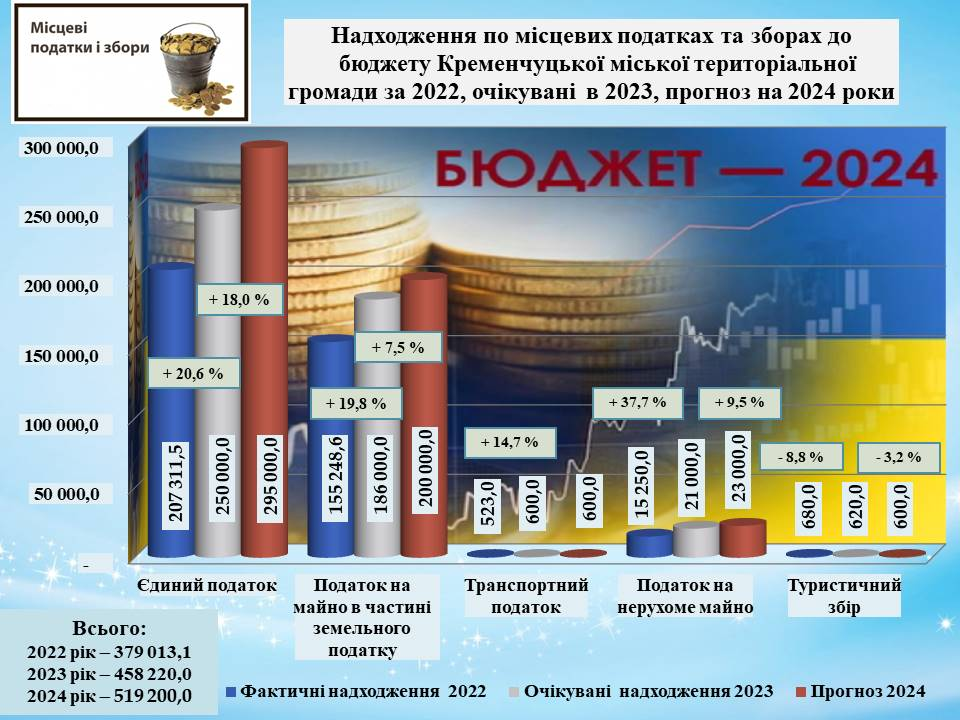 Місцеві
податки і збори
Надходження по місцевих податках та зборах до
бюджету Кременчуцької міської територіальної
громади за 2022, очікувані в 2023, прогноз на 2024 роки
БЮДЖЕТ — 2024
300 000,0
250 000,0
200 000,0
150 000,0
100 000,0
50 000,0
-
+ 20,6 %
+ 18,0 %
+ 19,8 %
+ 7,5 %
+ 14,7 %
+ 37,7 %
+ 9,5 %
- 8,8 %
- 3,2 %
207 311,5
250 000,0
295 000,0
155 248,6
186 000,0
200 000,0
523,0
600,0
600,0
15 250,0
21 000,0
23 000,0
680,0
620,0
600,0
Єдиний податок
Податок на
майно в частині
земельного
податку
Транспортний
податок
Податок на
нерухоме майно
Туристичний
збір
Всього:
2022 рік – 379 013,1
2023 рік – 458 220,0
2024 рік – 519 200,0
Фактичні надходження 2022
Очікувані надходження 2023
Прогноз 2024